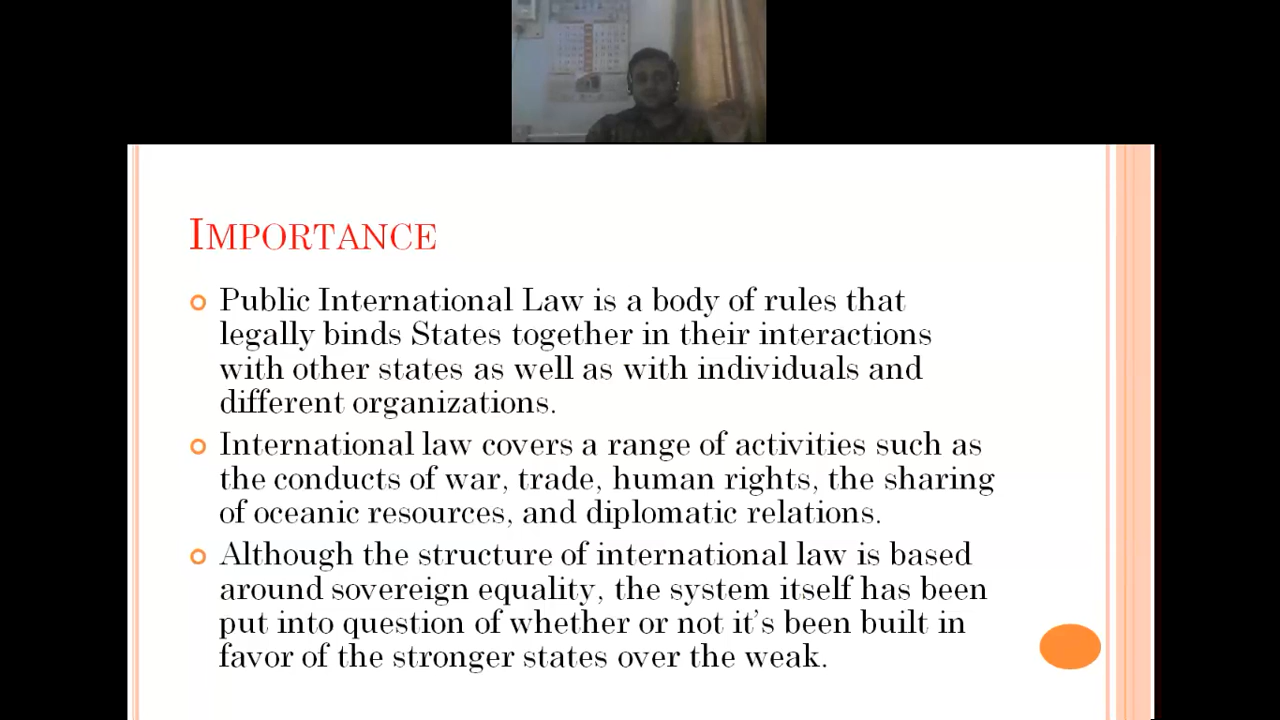 IMPORTANCE
Public International Law is a body of rules that
legally binds States together in their interactions
with other states as well as with individuals and
different organizations.
International law covers a range of activities such as
the conducts of war, trade, human rights, the sharing
of oceanic resources, and diplomatic relations.
Although the structure of international law is based
around sovereign equality, the system itself has been
put into question of whether or not it's been built in
favor of the stronger states over the weak.